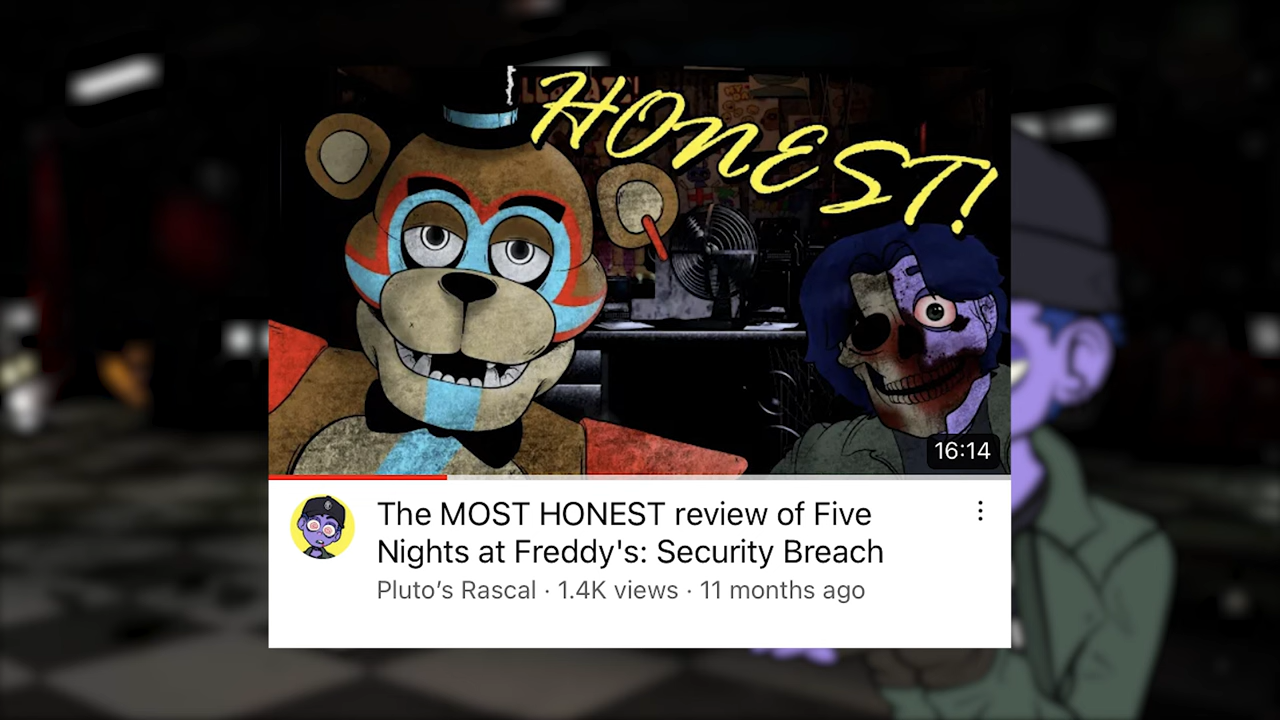 HONEST!
16:14
The MOST HONEST review of Five
Nights at Freddy's: Security Breach
Pluto’s Rascal · 1.4K views · 11 months ago